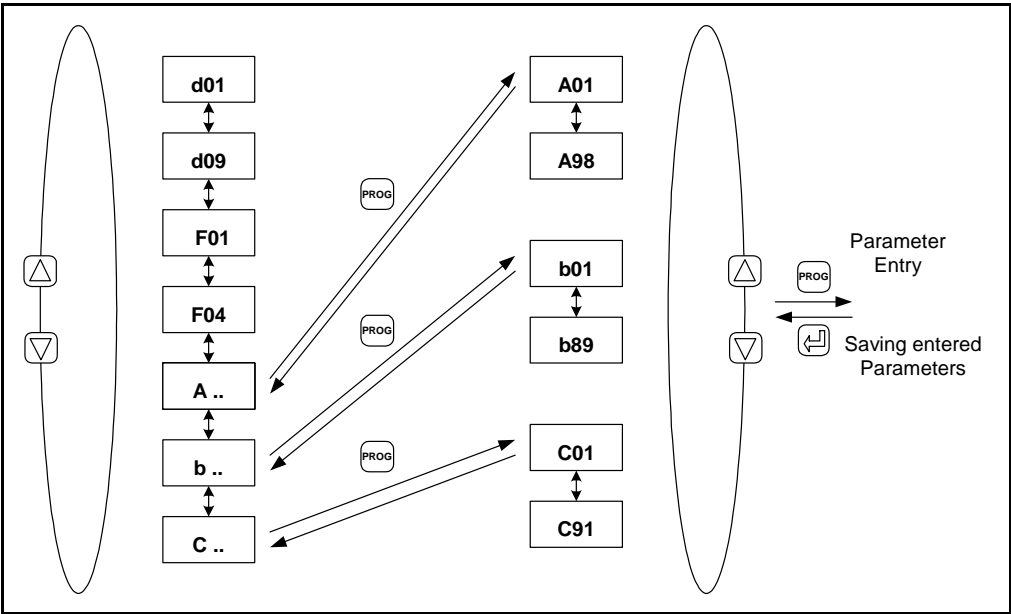 d01
d09
F01
F04
A ..
b ..
C ..
PROG
PROG
PROG
A01
A98
b01
b89
C01
C91
Parameter
Entry
PROG
Saving entered
Parameters